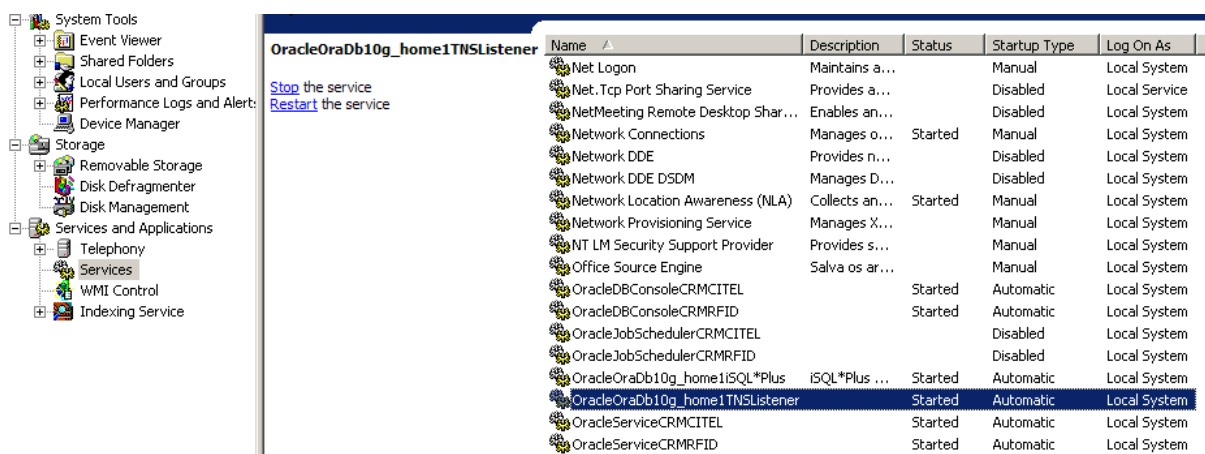 System Tools
Event Viewer
Shared Folders
Local Users and Groups
Performance Logs and Alerts
Device Manager
Storage
Removable Storage
Disk Defragmenter
Disk Management
Services and Applications
Telephony
Services
WMI Control
Indexing Service
OracleOraDb10g_home1TNSListener
Stop the service
Restart the service
Name Description Status Startup Type Log On As
Net Logon Maintains a... Manual Local System
Net.Tcp Port Sharing Service Provides a... Disabled Local Service
NetMeeting Remote Desktop Shar... Enables an... Disabled Local System
Network Connections Manages o... Started Manual Local System
Network DDE Provides n... Disabled Local System
Network DDE DSDM Manages D... Disabled Local System
Network Location Awareness (NLA) Collects an... Started Manual Local System
Network Provisioning Service Manages X... Manual Local System
NT LM Security Support Provider Provides s... Manual Local System
Office Source Engine Salva os ar... Manual Local System
OracleDBConsoleCRMCITEL Started Automatic Local System
OracleDBConsoleCRMRFID Started Automatic Local System
OracleJobSchedulerCRMCITEL Disabled Local System
OracleJobSchedulerCRMRFID Disabled Local System
OracleOraDb10g_home1iSQL*Plus iSQL*Plus ... Started Automatic Local System
OracleOraDb10g_home1TNSListener Started Automatic Local System
OracleServiceCRMCITEL Started Automatic Local System
OracleServiceCRMRFID Started Automatic Local System